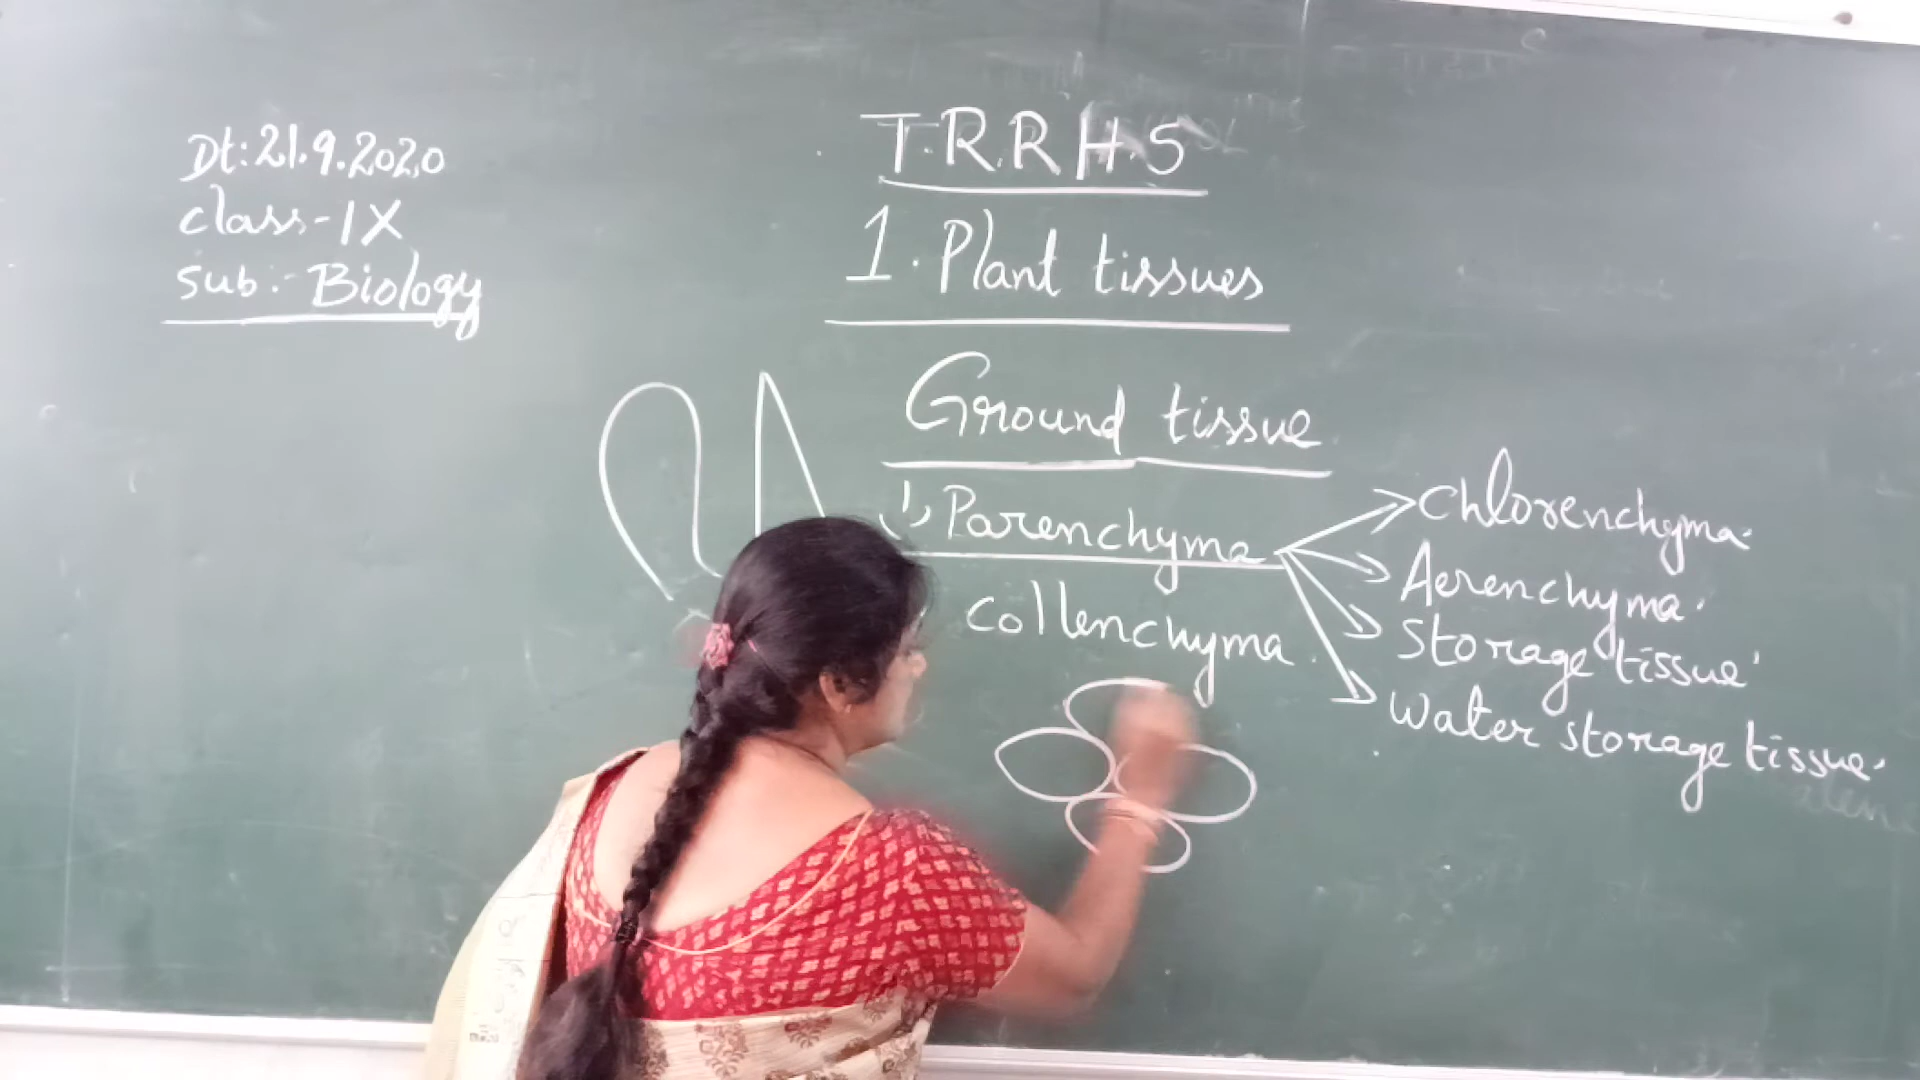 Dt: 21.9.2020
class - IX
Sub:- Biology
T.R.R.H.S
1. Plant tissues
Ground tissue
1) Parenchyma
Chlorenchyma.
Aerenchyma.
Storage tissue
Water storage tissue.
Collenchyma.